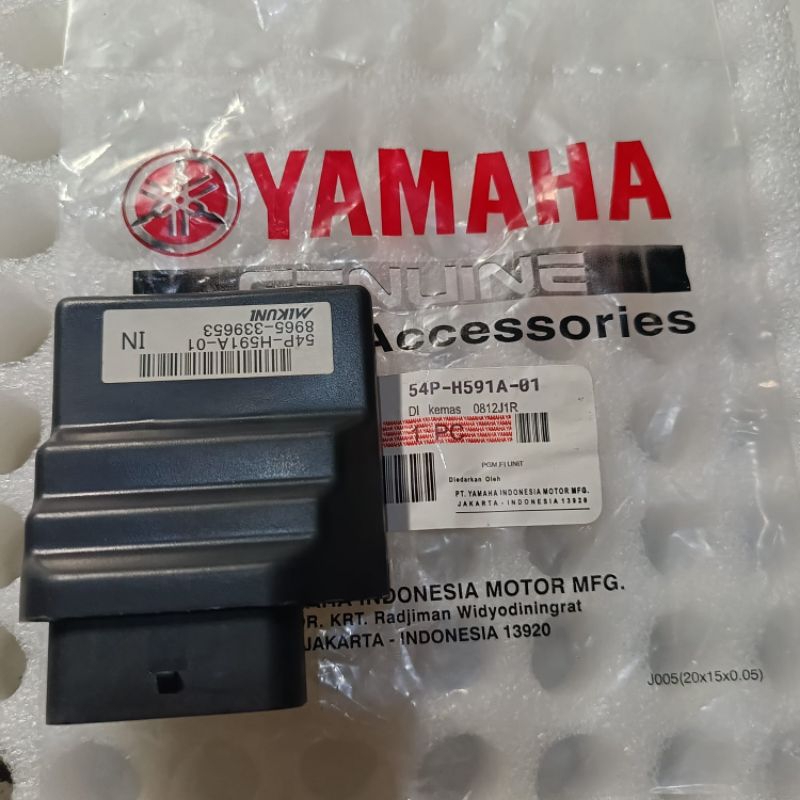 YAMAHA
GENUINE
Accessories
MIKUNI
8965-339653
54P-H591A-01
IN
54P-H591A-01
DI kemas 0812J1R
1 PC
PGM.FI UNIT
Diedarkan Oleh
PT. YAMAHA INDONESIA MOTOR MFG.
JAKARTA - INDONESIA 13920
INDONESIA MOTOR MFG.
DR. KRT. Radjiman Widyodiningrat
JAKARTA - INDONESIA 13920
J005(20x15x0.05)